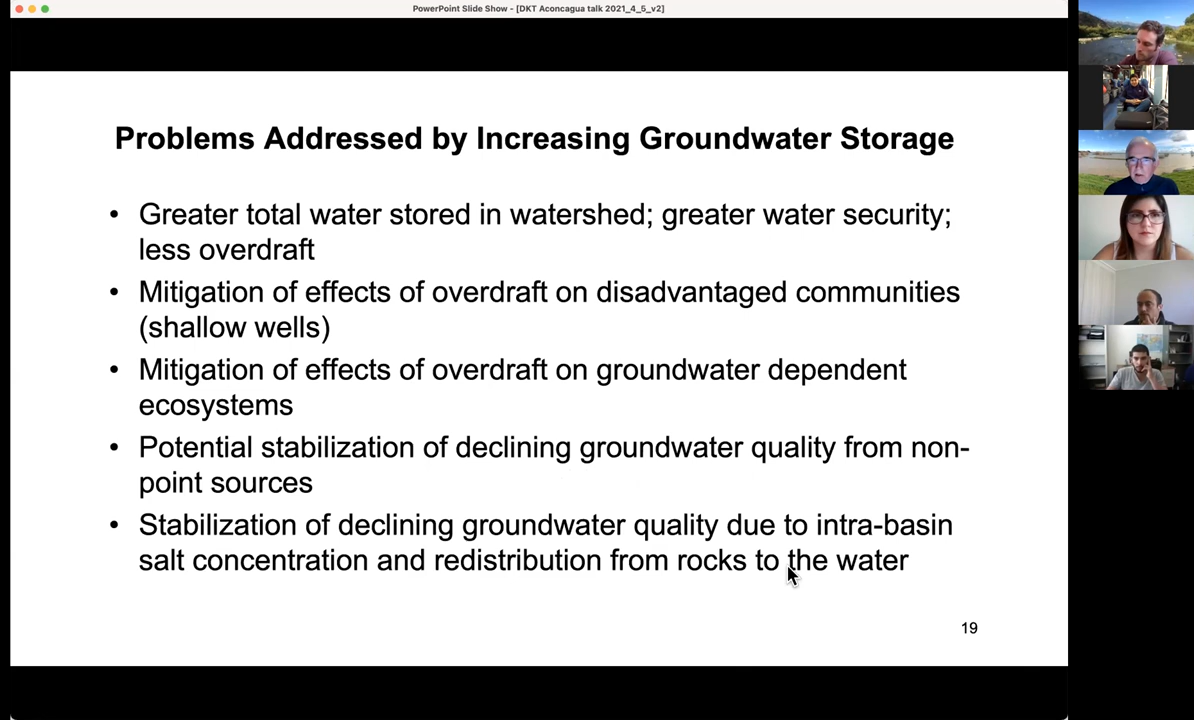 PowerPoint Slide Show - [DKT Aconcagua talk 2021_4_5_v2]
Problems Addressed by Increasing Groundwater Storage
• Greater total water stored in watershed; greater water security;
less overdraft
• Mitigation of effects of overdraft on disadvantaged communities
(shallow wells)
• Mitigation of effects of overdraft on groundwater dependent
ecosystems
• Potential stabilization of declining groundwater quality from non-
point sources
• Stabilization of declining groundwater quality due to intra-basin
salt concentration and redistribution from rocks to the water
19